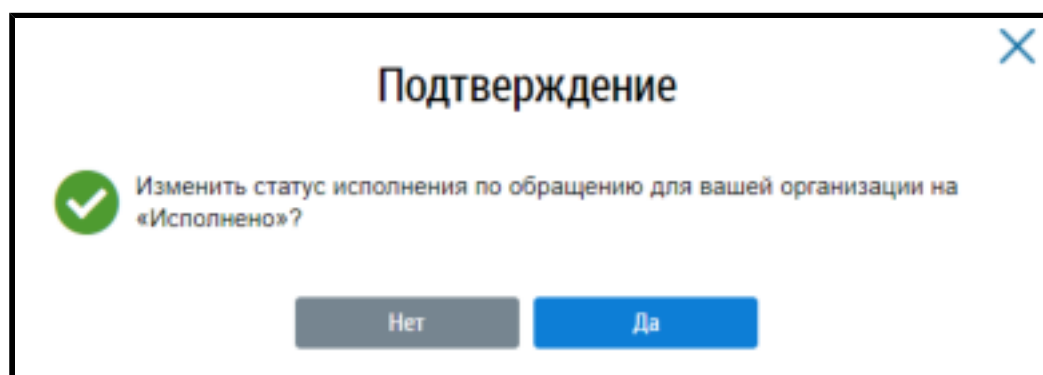 Подтверждение
Изменить статус исполнения по обращению для вашей организации на
«Исполнено»?
Нет
Да